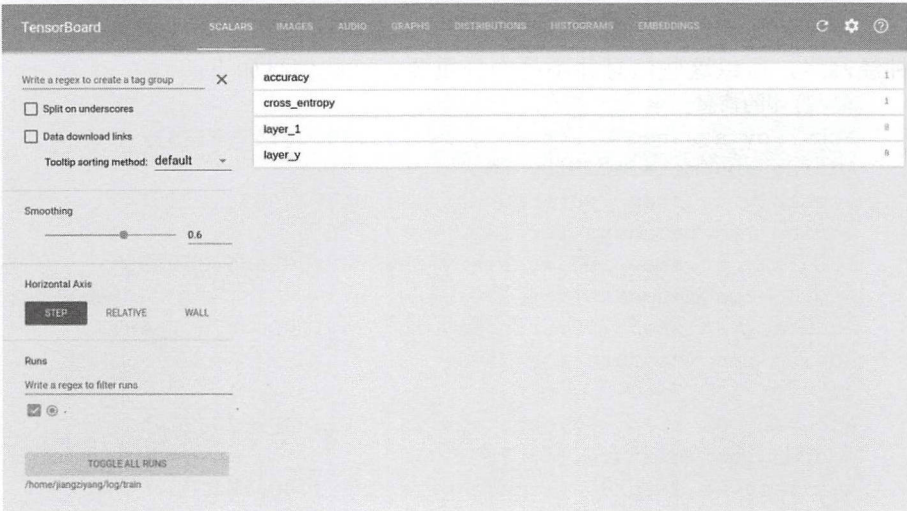 TensorBoard SCALARS IMAGES AUDIO GRAPHS DISTRIBUTIONS HISTOGRAMS EMBEDDINGS
Write a regex to create a tag group
Split on underscores
Data download links
Tooltip sorting method: default
Smoothing
0.6
Horizontal Axis
STEP RELATIVE WALL
Runs
Write a regex to filter runs
.
TOGGLE ALL RUNS
/home/jiangziyang/log/train
accuracy 1
cross_entropy 1
layer_1 8
layer_y 8